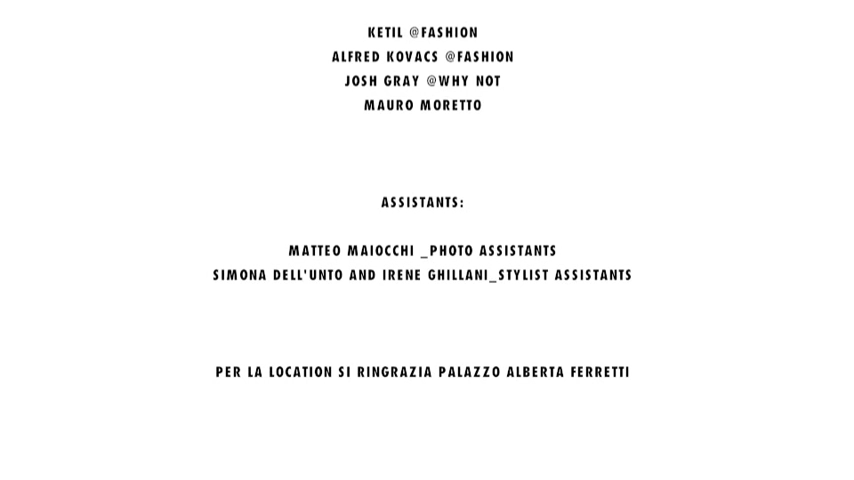 KETIL @FASHION
ALFRED KOVACS @FASHION
JOSH GRAY @WHY NOT
MAURO MORETTO
ASSISTANTS:
MATTEO MAIOCCHI _PHOTO ASSISTANTS
SIMONA DELL'UNTO AND IRENE GHILLANI_STYLIST ASSISTANTS
PER LA LOCATION SI RINGRAZIA PALAZZO ALBERTA FERRETTI